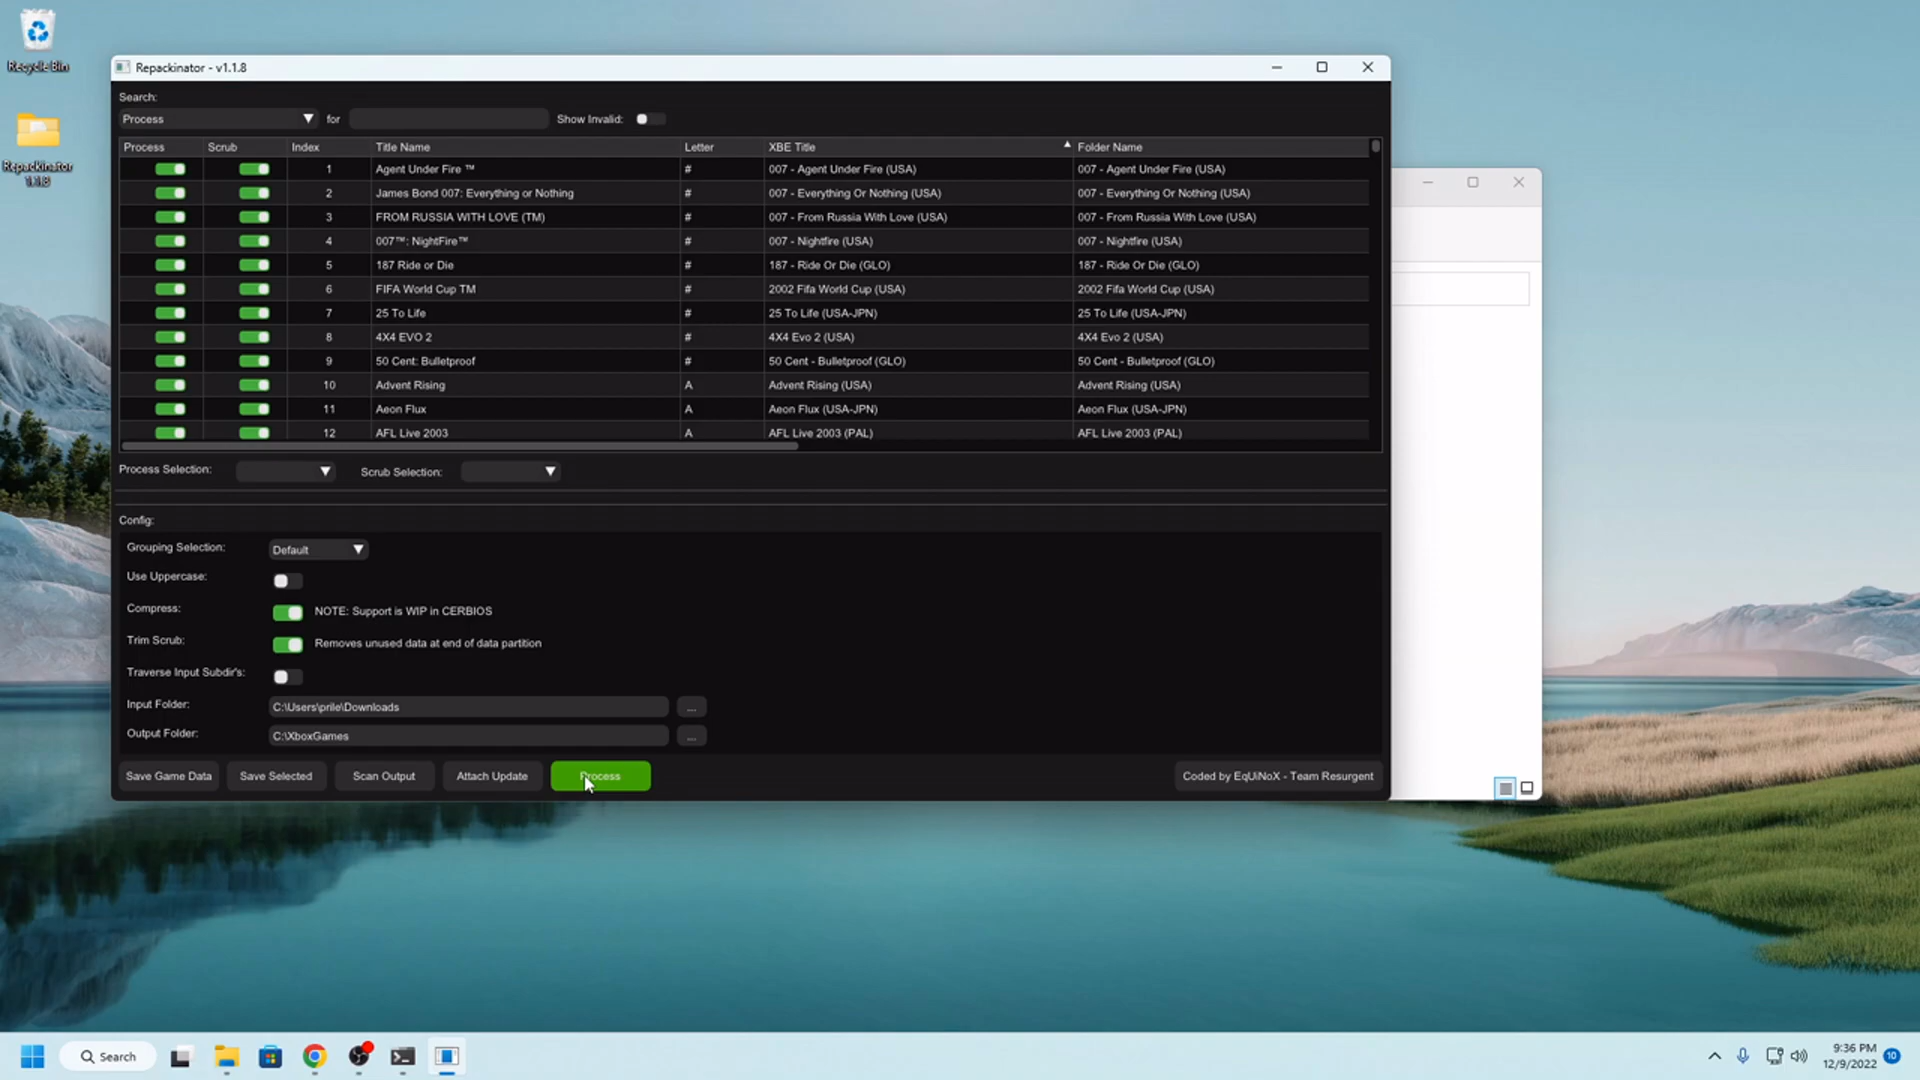 Recycle Bin
Repackinator
1.1.8
Repackinator - v1.1.8
Search:
Process for Show Invalid:
Process Scrub Index Title Name Letter XBE Title Folder Name
1 Agent Under Fire ™ # 007 - Agent Under Fire (USA) 007 - Agent Under Fire (USA)
2 James Bond 007: Everything or Nothing # 007 - Everything Or Nothing (USA) 007 - Everything Or Nothing (USA)
3 FROM RUSSIA WITH LOVE (TM) # 007 - From Russia With Love (USA) 007 - From Russia With Love (USA)
4 007™: NightFire™ # 007 - Nightfire (USA) 007 - Nightfire (USA)
5 187 Ride or Die # 187 - Ride Or Die (GLO) 187 - Ride Or Die (GLO)
6 FIFA World Cup TM # 2002 Fifa World Cup (USA) 2002 Fifa World Cup (USA)
7 25 To Life # 25 To Life (USA-JPN) 25 To Life (USA-JPN)
8 4X4 EVO 2 # 4X4 Evo 2 (USA) 4X4 Evo 2 (USA)
9 50 Cent: Bulletproof # 50 Cent - Bulletproof (GLO) 50 Cent - Bulletproof (GLO)
10 Advent Rising A Advent Rising (USA) Advent Rising (USA)
11 Aeon Flux A Aeon Flux (USA-JPN) Aeon Flux (USA-JPN)
12 AFL Live 2003 A AFL Live 2003 (PAL) AFL Live 2003 (PAL)
Process Selection: Scrub Selection:
Config:
Grouping Selection: Default
Use Uppercase:
Compress: NOTE: Support is WIP in CERBIOS
Trim Scrub: Removes unused data at end of data partition
Traverse Input Subdir's:
Input Folder: C:\Users\prile\Downloads ...
Output Folder: C:\XboxGames ...
Save Game Data Save Selected Scan Output Attach Update Process Coded by EqUiNoX - Team Resurgent
Search
9:36 PM
12/9/2022
10